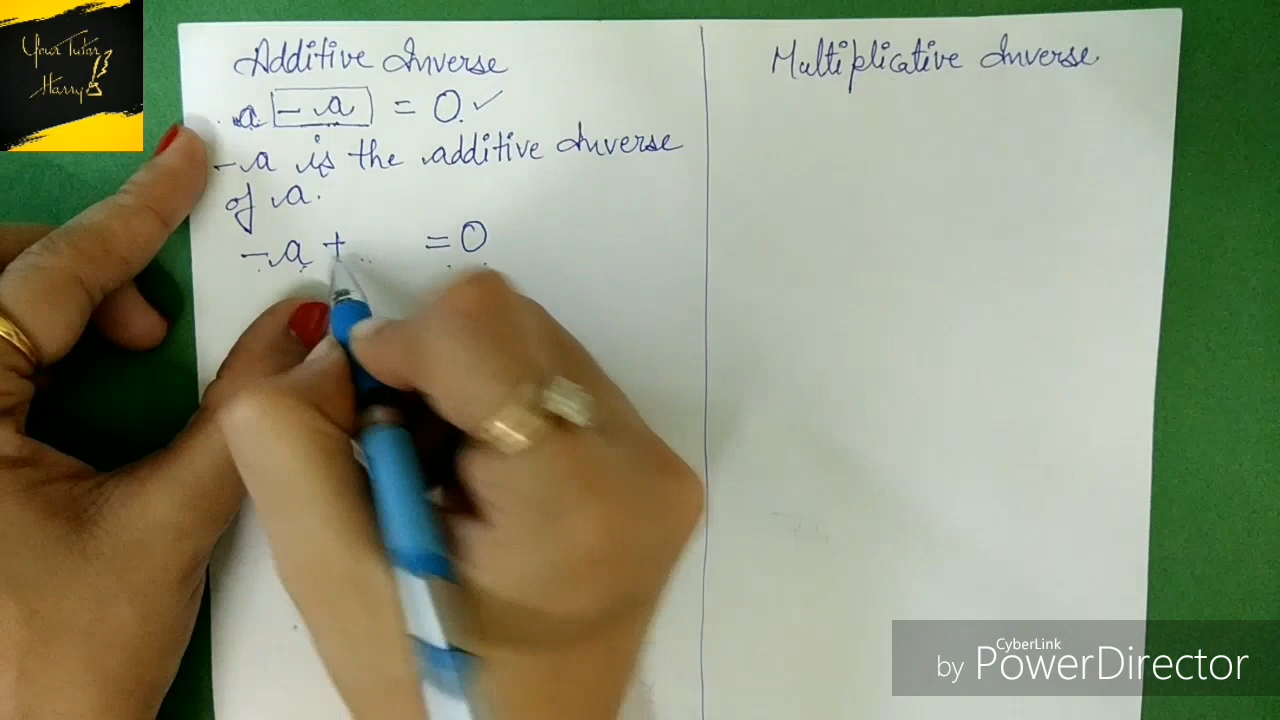 Your Tutor
Harry
Additive Inverse
a - a = 0 ✓
-a is the additive Inverse
of a.
-a + = 0
Multiplicative Inverse
CyberLink
by PowerDirector